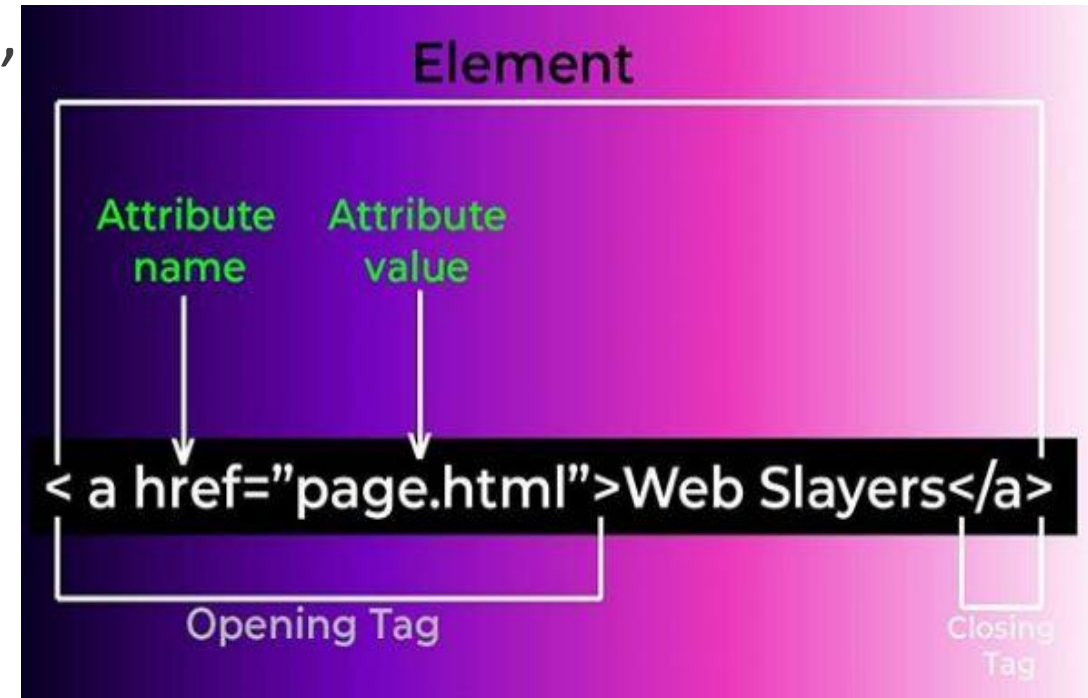 ,
Element
Attribute Attribute
name value
< a href=”page.html”>Web Slayers</a>
Opening Tag
Closing
Tag